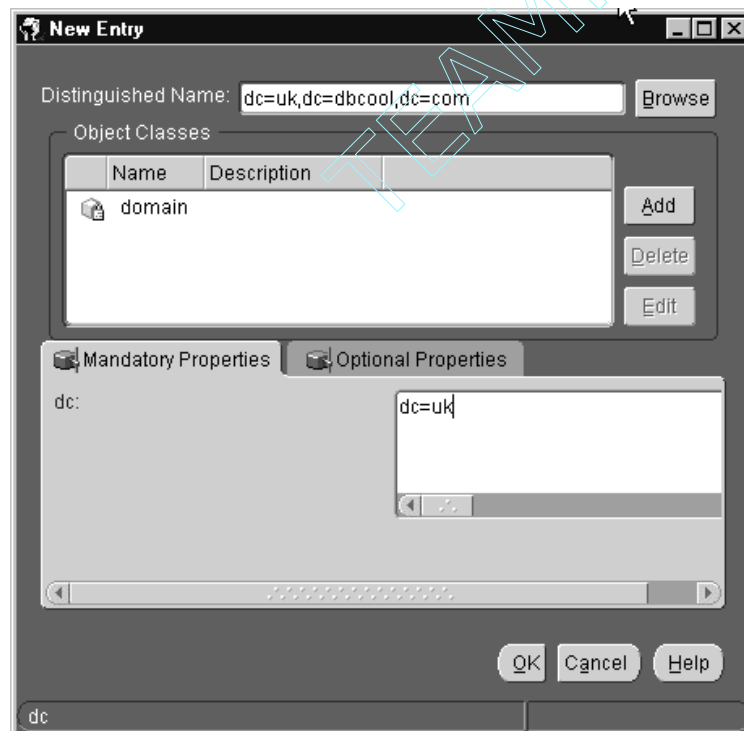 New Entry
Distinguished Name: dc=uk,dc=dbcool,dc=com Browse
Object Classes
Name Description
domain
Add
Delete
Edit
Mandatory Properties Optional Properties
dc: dc=uk
OK Cancel Help
dc
TEAM